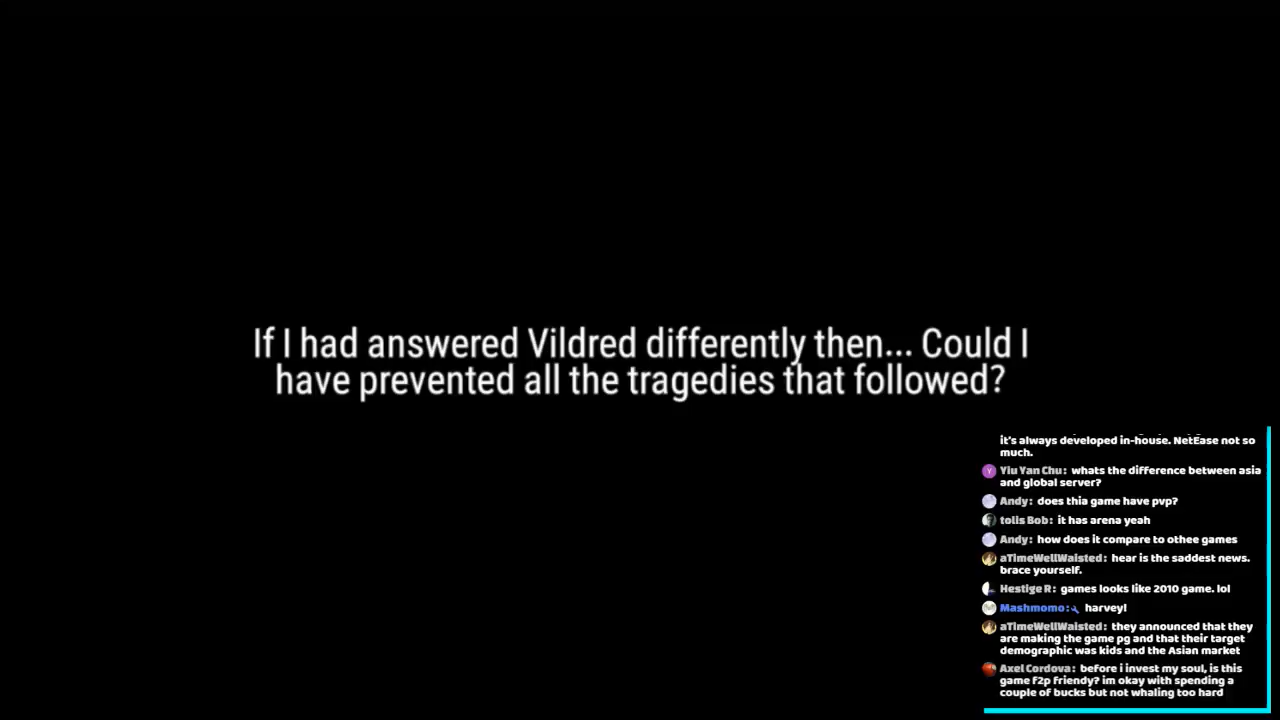 If I had answered Vildred differently then... Could I
have prevented all the tragedies that followed?
it's always developed in-house. NetEase not so
much.
Yiu Yan Chu: whats the difference between asia
and global server?
Andy: does thia game have pvp?
tolis Bob: it has arena yeah
Andy: how does it compare to othee games
aTimeWellWaisted: hear is the saddest news.
brace yourself.
Hestige R: games looks like 2010 game. lol
Mashmomo: harvey!
aTimeWellWaisted: they announced that they
are making the game pg and that their target
demographic was kids and the Asian market
Axel Cordova: before i invest my soul, is this
game f2p friendy? im okay with spending a
couple of bucks but not whaling too hard